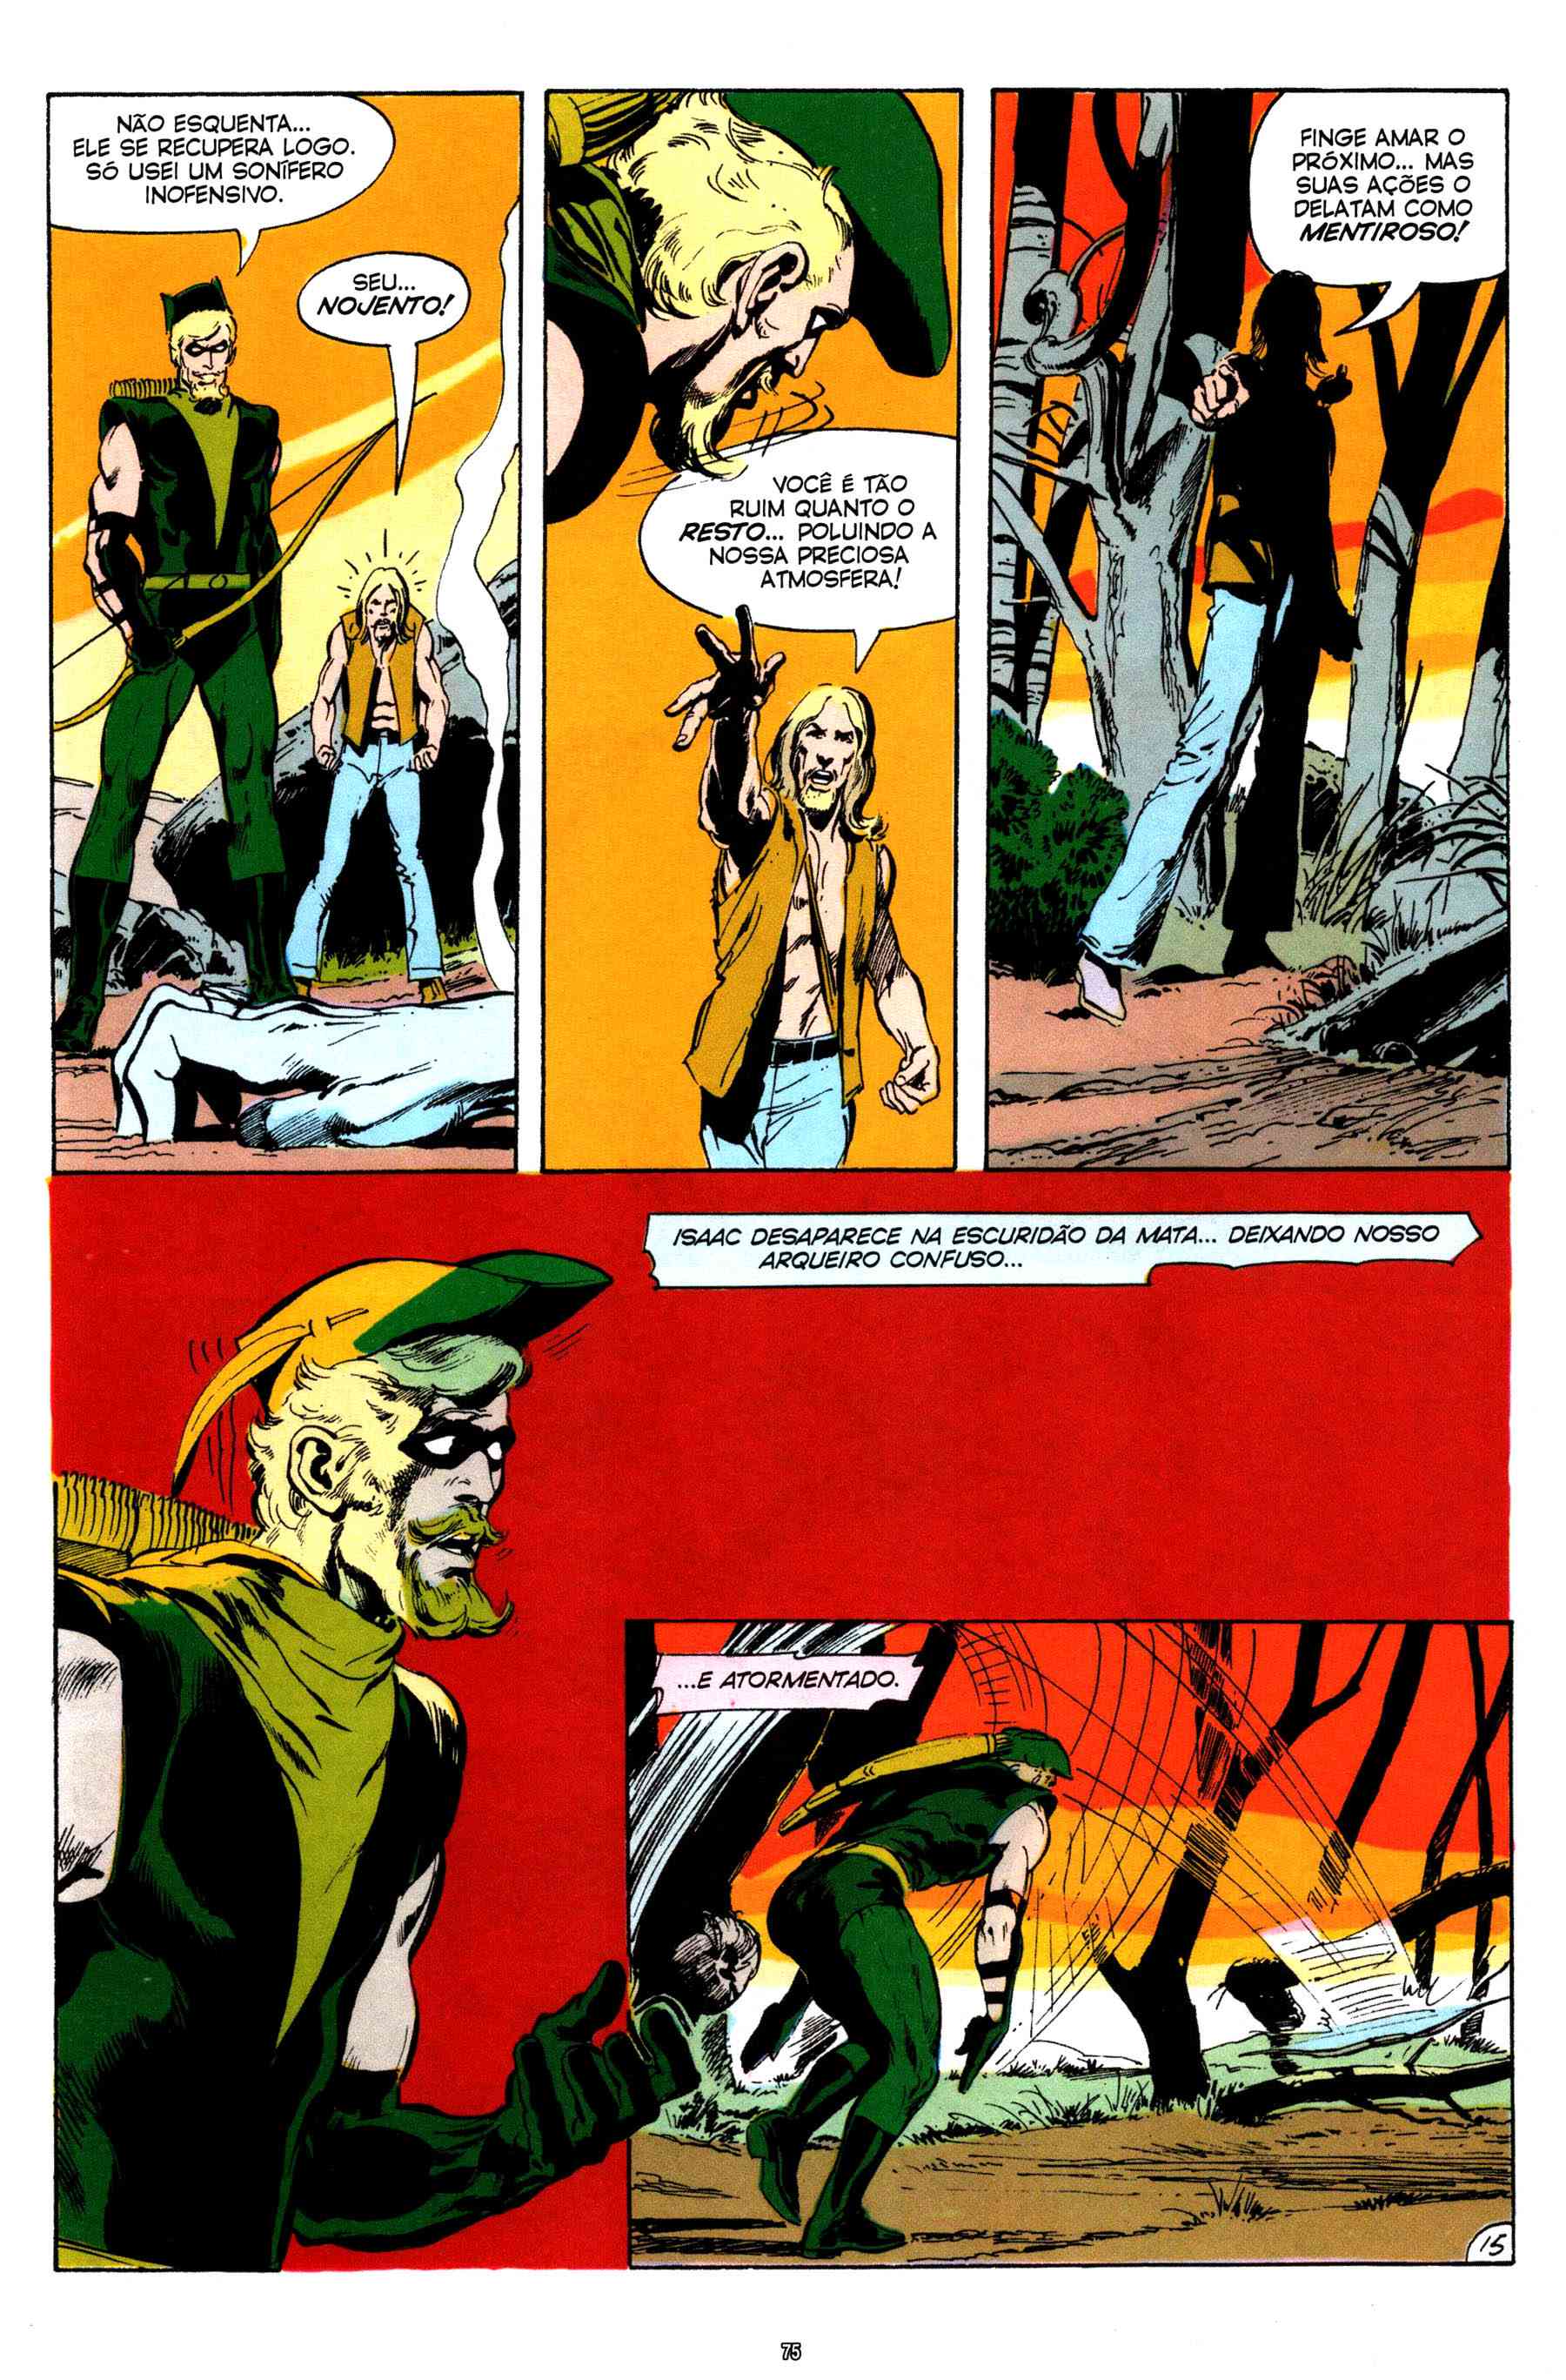 NÃO ESQUENTA...
ELE SE RECUPERA LOGO.
SÓ USEI UM SONÍFERO
INOFENSIVO.
SEU...
NOJENTO!
VOCÊ É TÃO
RUIM QUANTO O
RESTO... POLUINDO A
NOSSA PRECIOSA
ATMOSFERA!
FINGE AMAR O
PRÓXIMO... MAS
SUAS AÇÕES O
DELATAM COMO
MENTIROSO!
ISAAC DESAPARECE NA ESCURIDÃO DA MATA... DEIXANDO NOSSO
ARQUEIRO CONFUSO...
...E ATORMENTADO.
15
75